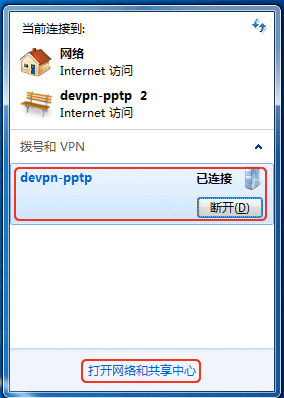 当前连接到:
网络
Internet 访问
devpn-pptp 2
Internet 访问
拨号和 VPN
devpn-pptp 已连接
断开(D)
打开网络和共享中心